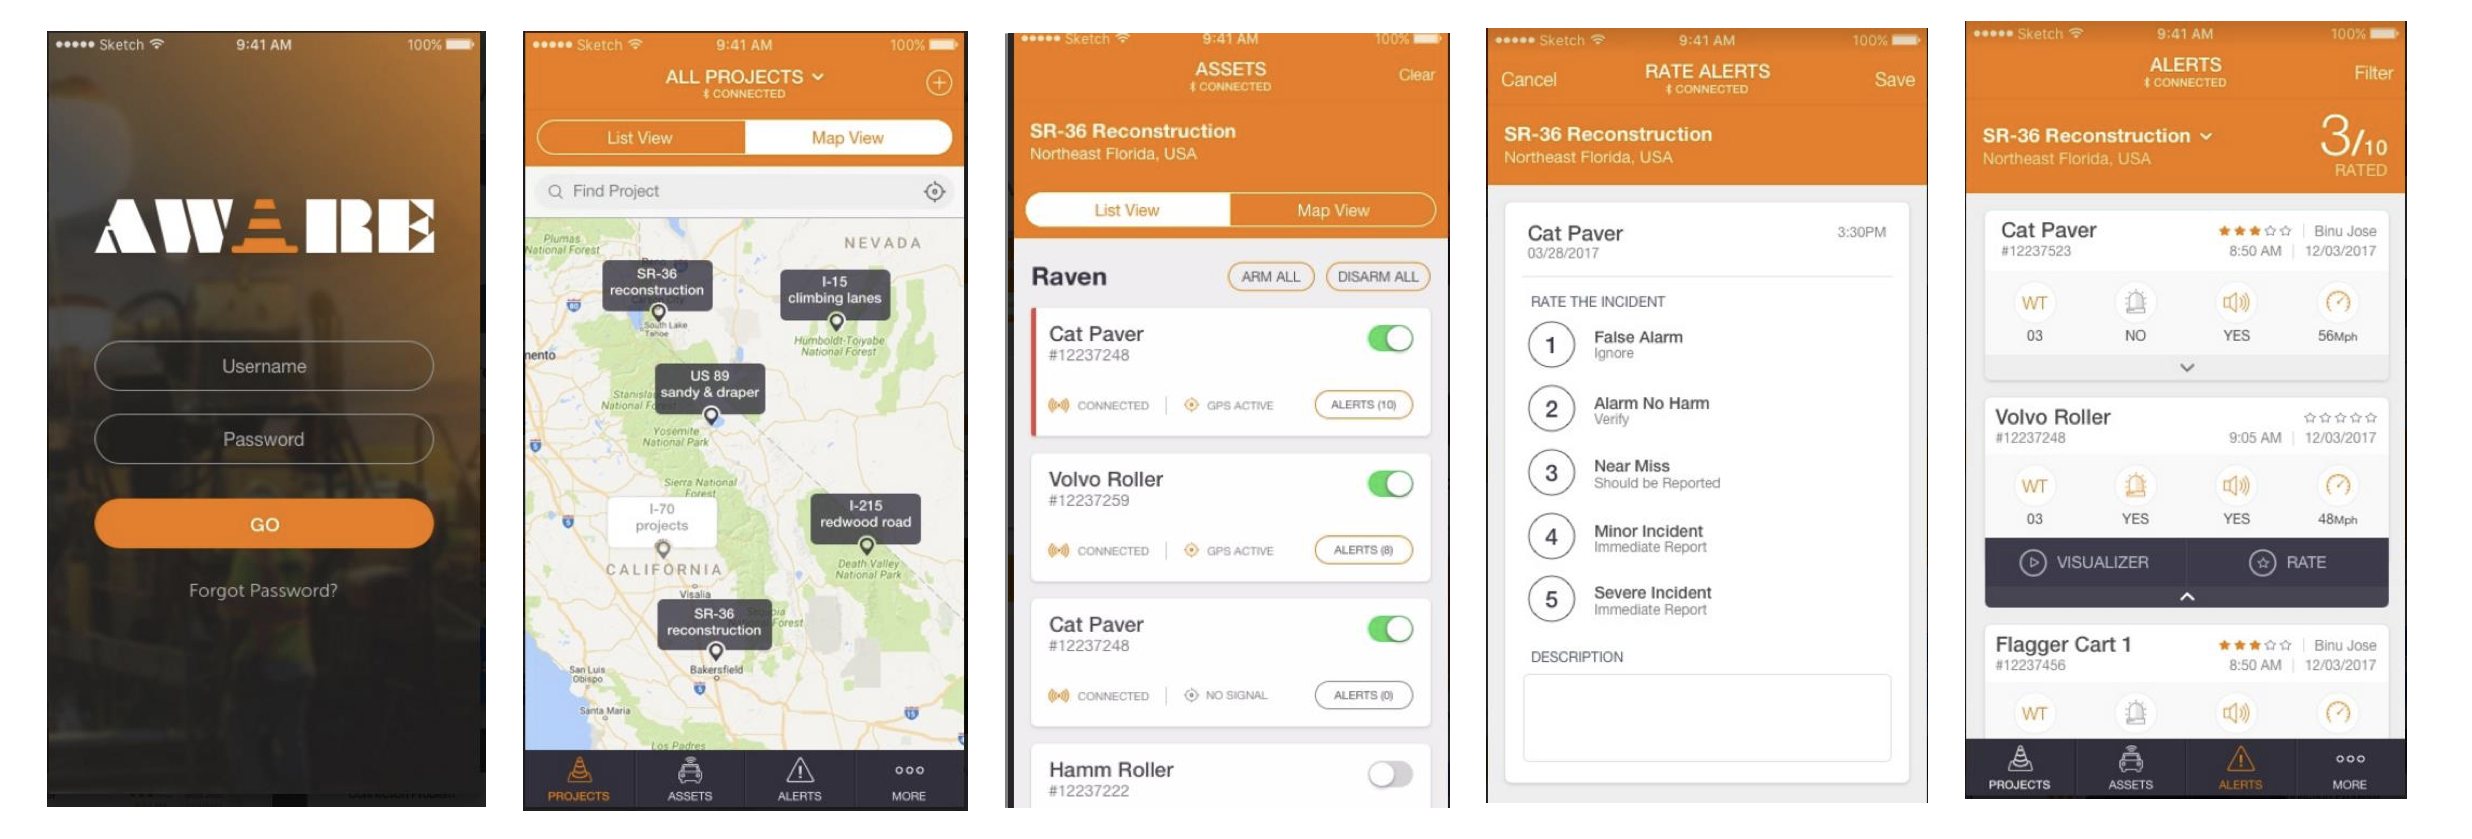 Sketch 9:41 AM 100%
AWARE
Username
Password
GO
Forgot Password?
Sketch 9:41 AM 100%
ALL PROJECTS
CONNECTED
List View Map View
Find Project
Plumas
National Forest
NEVADA
SR-36
reconstruction
I-15
climbing lanes
South Lake
Tahoe
Humboldt-Toiyabe
National Forest
mento
US 89
sandy & draper
Stanislaus
National Fo
Yosemite
National Park
Sierra National
Forest
I-70
projects
I-215
redwood road
CALIFORNIA
Death Valley
National Park
Visalia
SR-36
reconstruction
Forest
San Luis
Obispo
Bakersfield
Santa Maria
Los Padres
PROJECTS ASSETS ALERTS MORE
Sketch 9:41 AM 100%
ASSETS
CONNECTED
Clear
SR-36 Reconstruction
Northeast Florida, USA
List View Map View
Raven ARM ALL DISARM ALL
Cat Paver
#12237248
CONNECTED GPS ACTIVE ALERTS (10)
Volvo Roller
#12237259
CONNECTED GPS ACTIVE ALERTS (8)
Cat Paver
#12237248
CONNECTED NO SIGNAL ALERTS (0)
Hamm Roller
#12237222
Sketch 9:41 AM 100%
Cancel RATE ALERTS Save
CONNECTED
SR-36 Reconstruction
Northeast Florida, USA
Cat Paver 3:30PM
03/28/2017
RATE THE INCIDENT
1 False Alarm
Ignore
2 Alarm No Harm
Verify
3 Near Miss
Should be Reported
4 Minor Incident
Immediate Report
5 Severe Incident
Immediate Report
DESCRIPTION
Sketch 9:41 AM 100%
ALERTS Filter
CONNECTED
SR-36 Reconstruction 3/10
Northeast Florida, USA RATED
Cat Paver Binu Jose
#12237523 8:50 AM 12/03/2017
WT
03 NO YES 56Mph
Volvo Roller
#12237248 9:05 AM 12/03/2017
WT
03 YES YES 48Mph
VISUALIZER RATE
Flagger Cart 1 Binu Jose
#12237456 8:50 AM 12/03/2017
WT
PROJECTS ASSETS ALERTS MORE